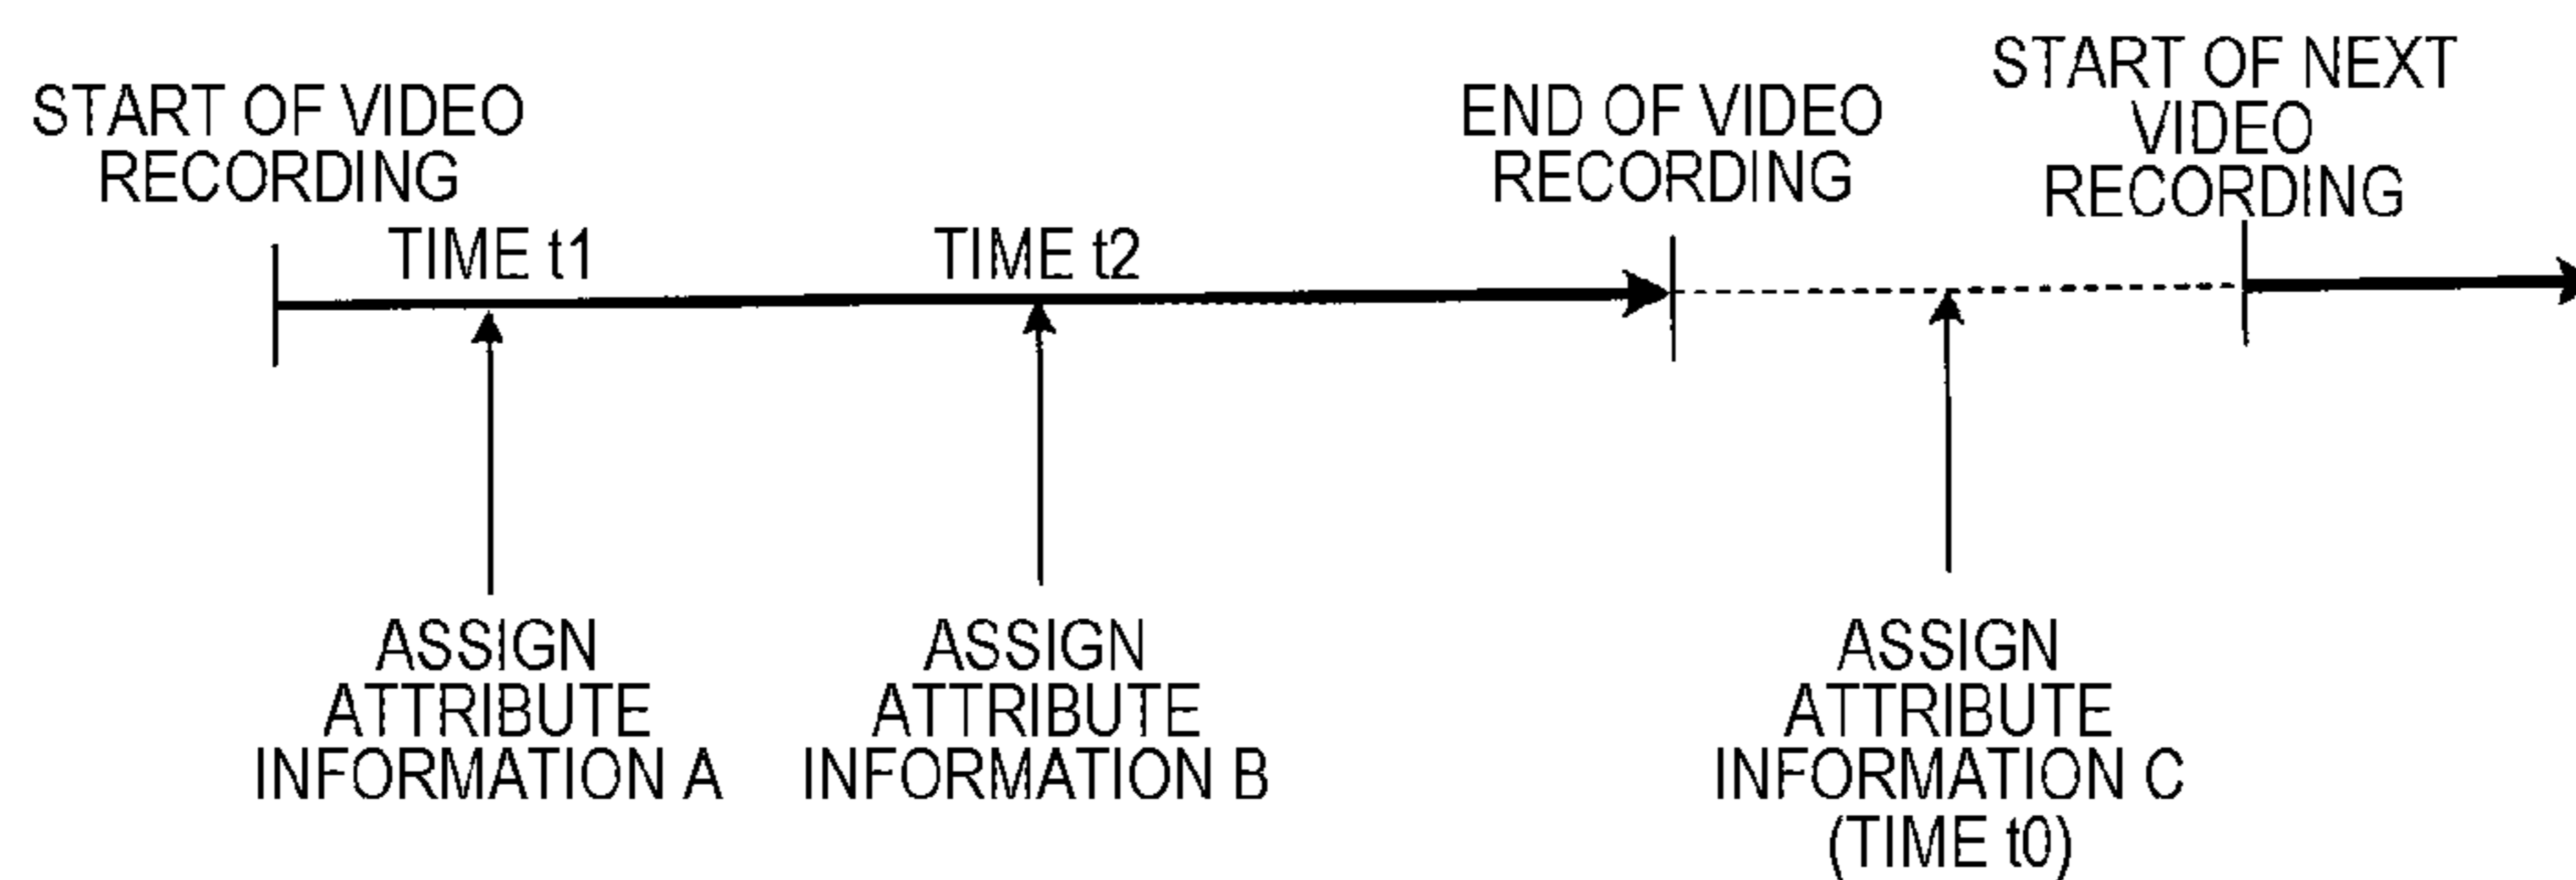 START OF VIDEO
RECORDING
TIME t1
TIME t2
END OF VIDEO
RECORDING
START OF NEXT
VIDEO
RECORDING
ASSIGN
ATTRIBUTE
INFORMATION A
ASSIGN
ATTRIBUTE
INFORMATION B
ASSIGN
ATTRIBUTE
INFORMATION C
(TIME t0)